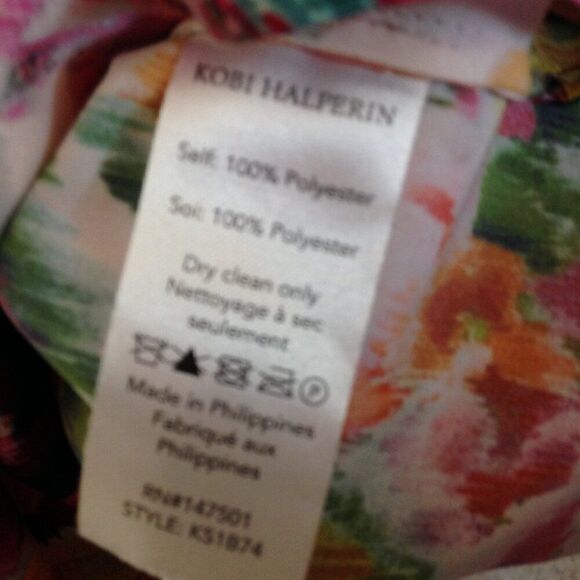 KOBI HALPERIN
Self: 100% Polyester
Soi: 100% Polyester
Dry clean only
Nettoyage à sec
seulement
P
Made in Philippines
Fabriqué aux
Philippines
RN#147501
STYLE: KS1B74